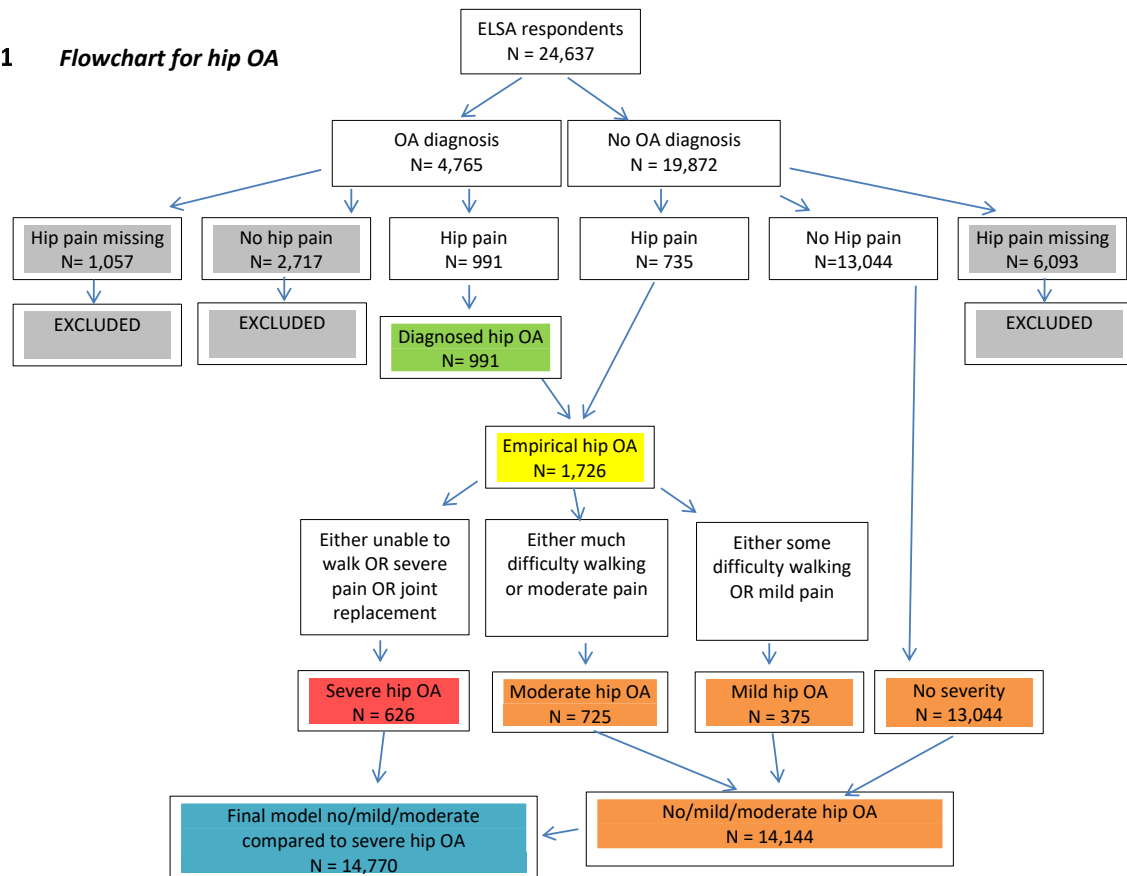 1 Flowchart for hip OA
ELSA respondents
N = 24,637
OA diagnosis
N= 4,765
No OA diagnosis
N = 19,872
Hip pain missing
N= 1,057
No hip pain
N= 2,717
Hip pain
N= 991
Hip pain
N= 735
No Hip pain
N=13,044
Hip pain missing
N= 6,093
EXCLUDED
EXCLUDED
EXCLUDED
Diagnosed hip OA
N= 991
Empirical hip OA
N= 1,726
Either unable to
walk OR severe
pain OR joint
replacement
Either much
difficulty walking
or moderate pain
Either some
difficulty walking
OR mild pain
Severe hip OA
N = 626
Moderate hip OA
N = 725
Mild hip OA
N = 375
No severity
N = 13,044
Final model no/mild/moderate
compared to severe hip OA
N = 14,770
No/mild/moderate hip OA
N = 14,144